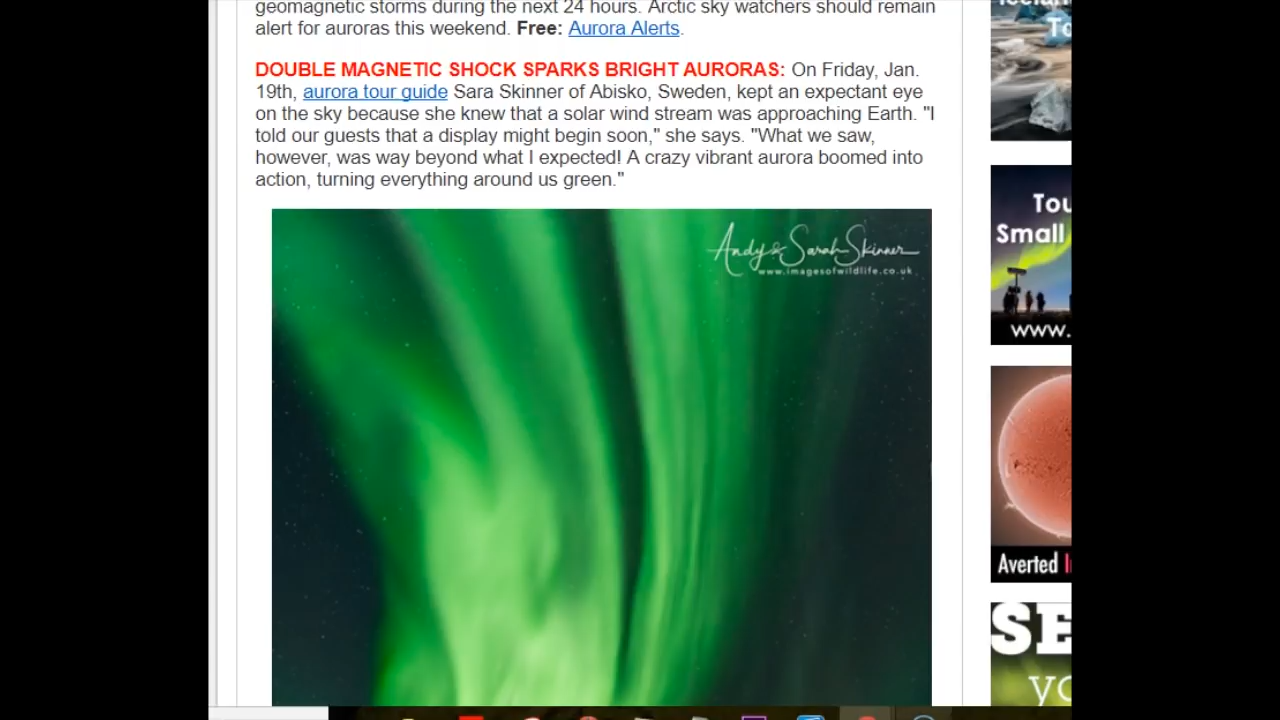 geomagnetic storms during the next 24 hours. Arctic sky watchers should remain
alert for auroras this weekend. Free: Aurora Alerts.
DOUBLE MAGNETIC SHOCK SPARKS BRIGHT AURORAS: On Friday, Jan.
19th, aurora tour guide Sara Skinner of Abisko, Sweden, kept an expectant eye
on the sky because she knew that a solar wind stream was approaching Earth. "I
told our guests that a display might begin soon," she says. "What we saw,
however, was way beyond what I expected! A crazy vibrant aurora boomed into
action, turning everything around us green."
Andy & Sarah Skinner
www.imagesofwildlife.co.uk
Small
www.
Averted